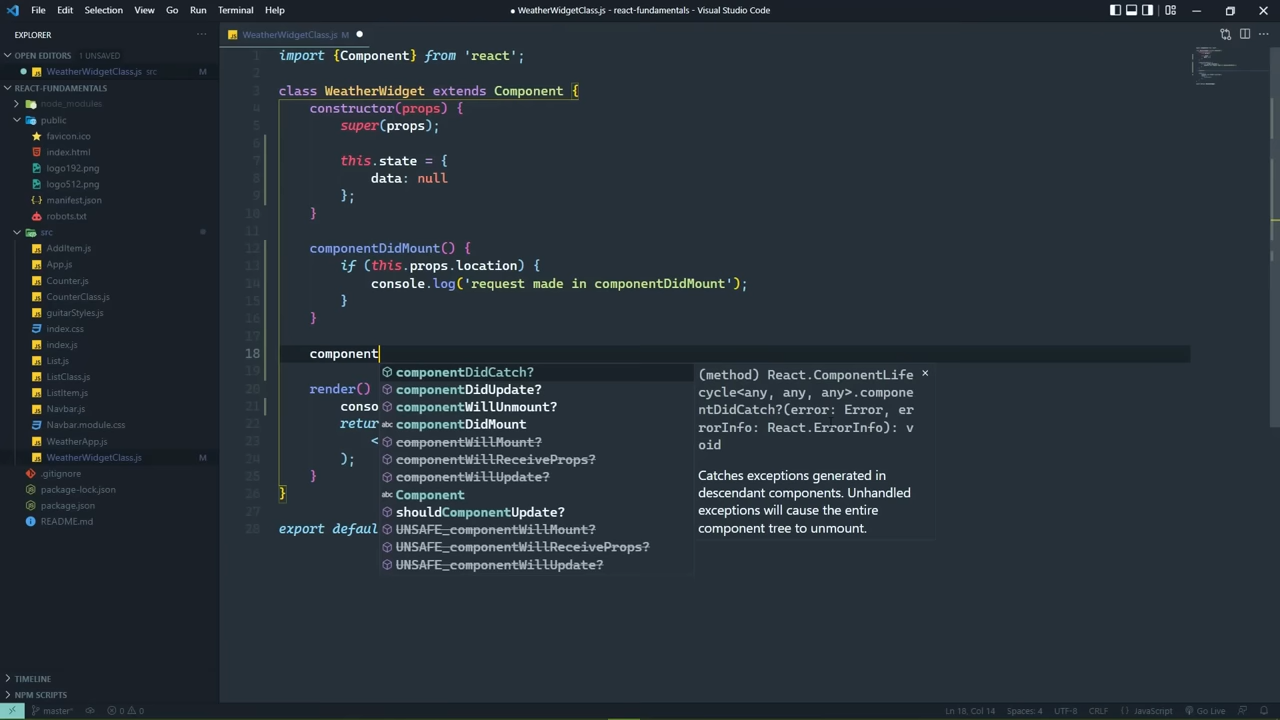 File Edit Selection View Go Run Terminal Help
● WeatherWidgetClass.js - react-fundamentals - Visual Studio Code
EXPLORER
OPEN EDITORS 1 UNSAVED
WeatherWidgetClass.js src M
REACT-FUNDAMENTALS
node_modules
public
favicon.ico
index.html
logo192.png
logo512.png
manifest.json
robots.txt
src
AddItem.js
App.js
Counter.js
CounterClass.js
guitarStyles.js
index.css
index.js
List.js
ListClass.js
ListItem.js
Navbar.js
Navbar.module.css
WeatherApp.js
WeatherWidgetClass.js M
.gitignore
package-lock.json
package.json
README.md
TIMELINE
NPM SCRIPTS
WeatherWidgetClass.js M
1 import {Component} from 'react';
2
3 class WeatherWidget extends Component {
4 constructor(props) {
5 super(props);
6
7 this.state = {
8 data: null
9 };
10 }
11
12 componentDidMount() {
13 if (this.props.location) {
14 console.log('request made in componentDidMount');
15 }
16 }
17
18 component
19
20 render()
21 conso
22 retur
23 <
24 );
25 }
26 }
27
28 export defaul
componentDidCatch?
componentDidUpdate?
componentWillUnmount?
componentDidMount
componentWillMount?
componentWillReceiveProps?
componentWillUpdate?
Component
shouldComponentUpdate?
UNSAFE_componentWillMount?
UNSAFE_componentWillReceiveProps?
UNSAFE_componentWillUpdate?
(method) React.ComponentLife
cycle<any, any, any>.compone
ntDidCatch?(error: Error, er
rorInfo: React.ErrorInfo): v
oid
Catches exceptions generated in
descendant components. Unhandled
exceptions will cause the entire
component tree to unmount.
master* 0 0 Ln 18, Col 14 Spaces: 4 UTF-8 CRLF {} JavaScript Go Live